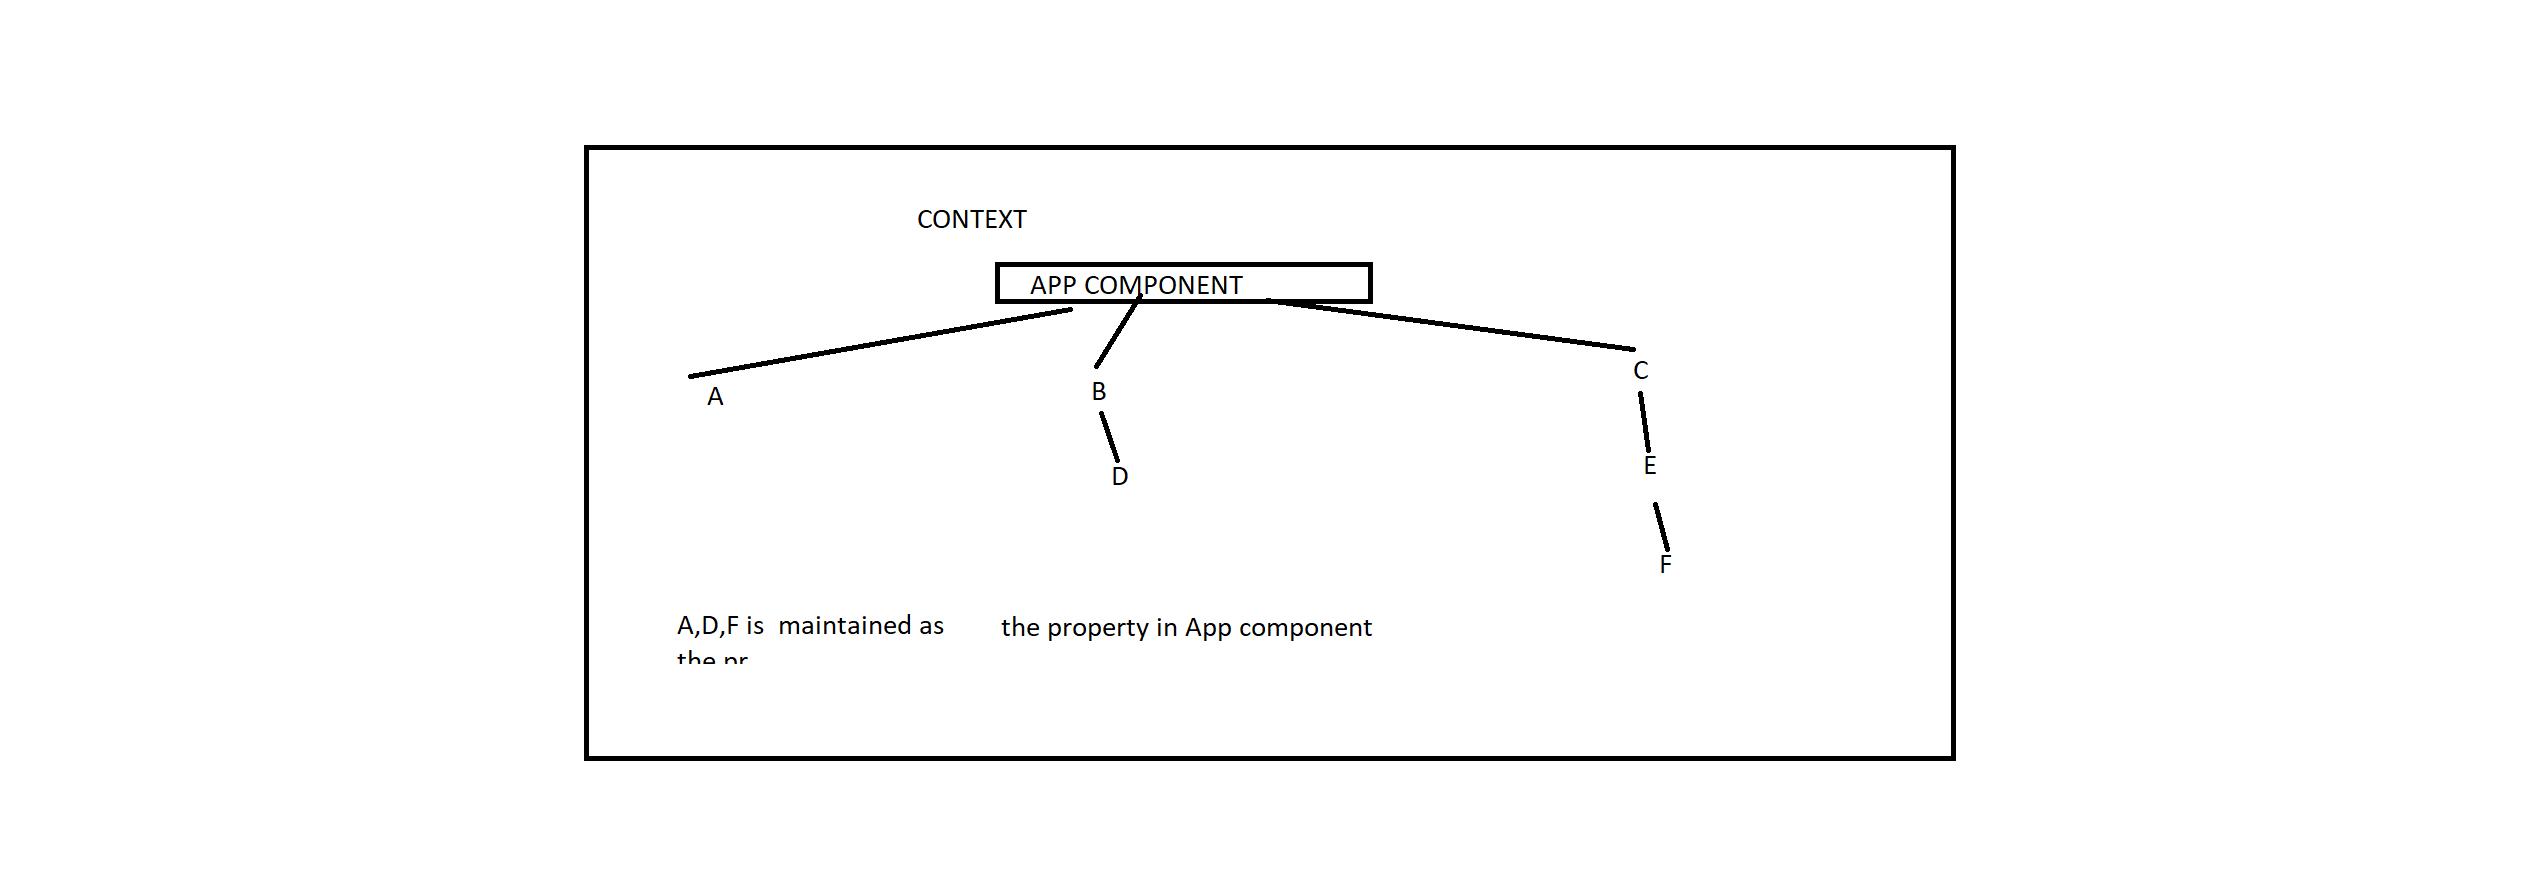 CONTEXT
APP COMPONENT
A
B
C
D
E
F
A,D,F is  maintained as
the property in App component
the pr